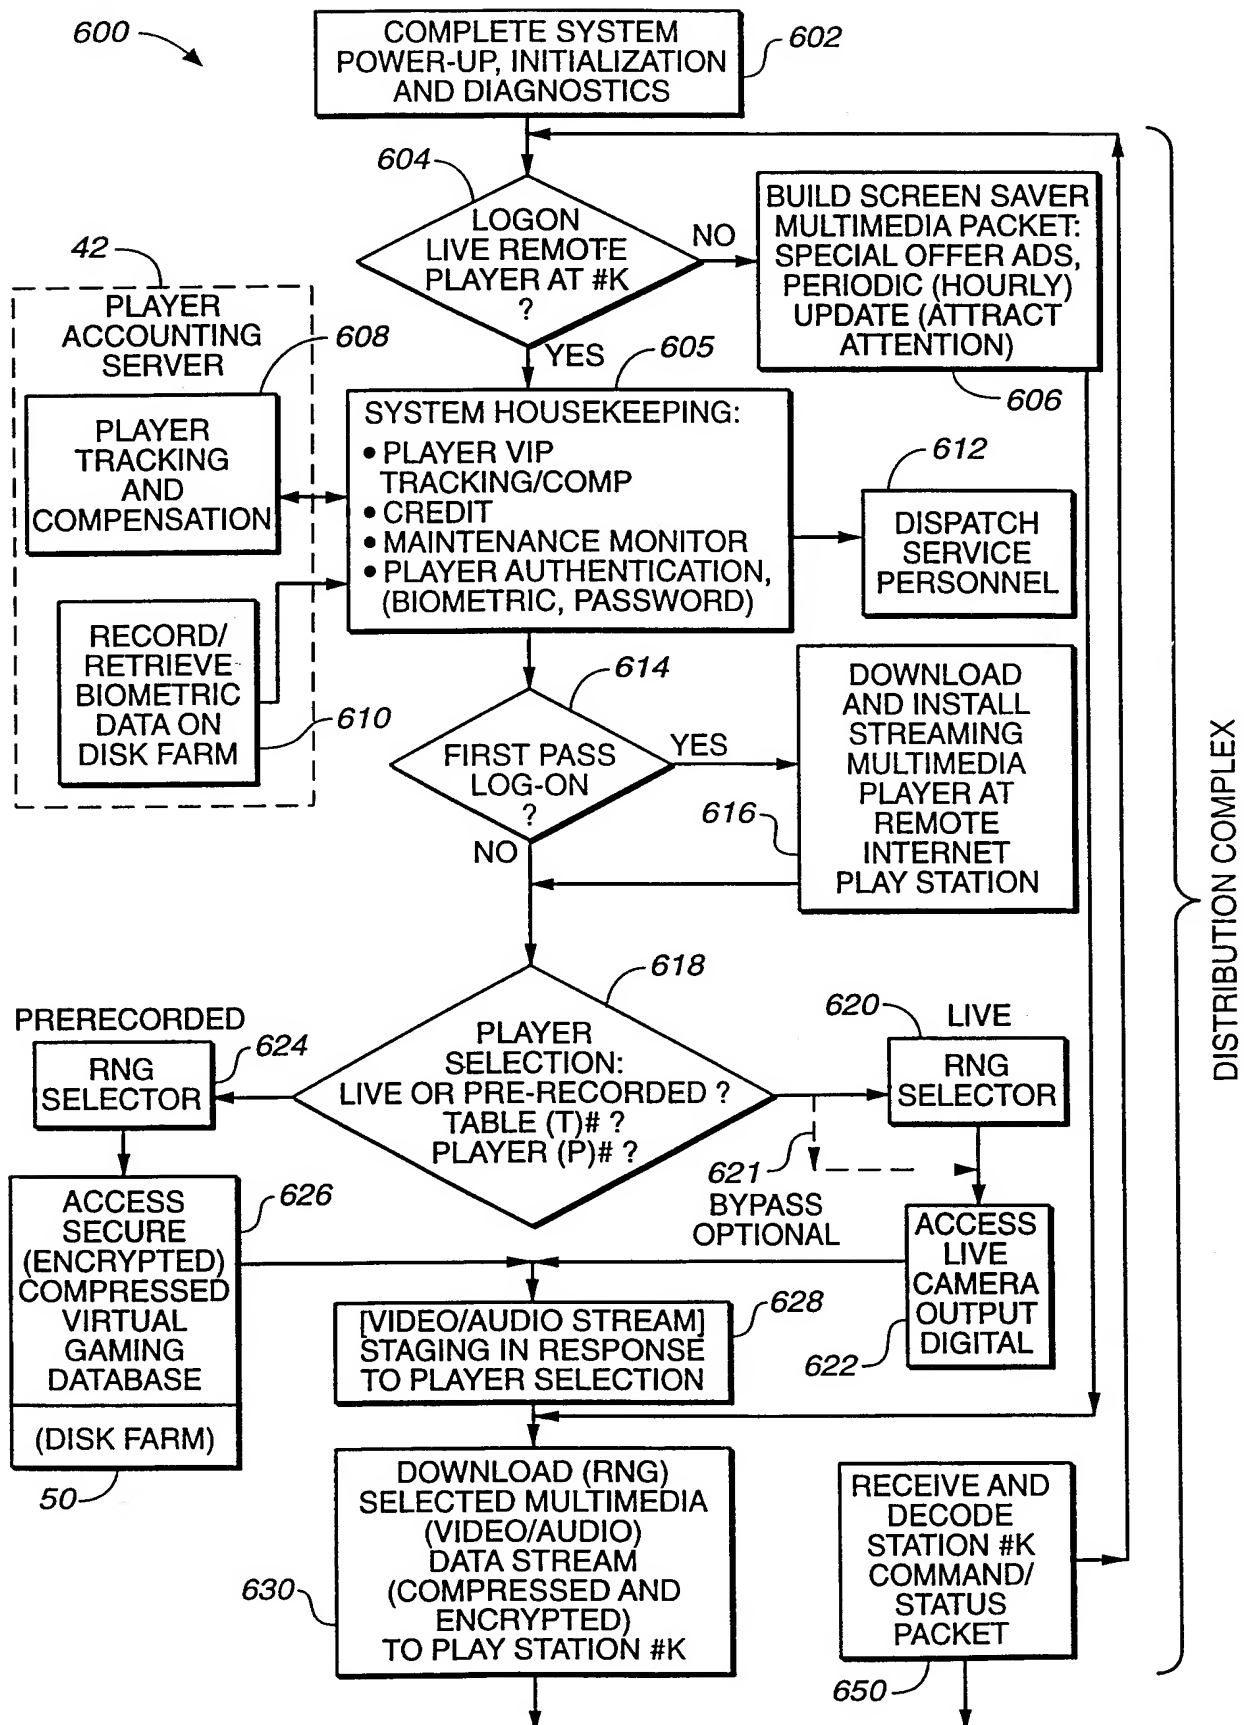 600
COMPLETE SYSTEM
POWER-UP, INITIALIZATION
AND DIAGNOSTICS
602
604
LOGON
LIVE REMOTE
PLAYER AT #K
?
NO
YES
BUILD SCREEN SAVER
MULTIMEDIA PACKET:
SPECIAL OFFER ADS,
PERIODIC (HOURLY)
UPDATE (ATTRACT
ATTENTION)
606
42
PLAYER
ACCOUNTING
SERVER
608
PLAYER
TRACKING
AND
COMPENSATION
RECORD/
RETRIEVE
BIOMETRIC
DATA ON
DISK FARM
610
605
SYSTEM HOUSEKEEPING:
• PLAYER VIP
TRACKING/COMP
• CREDIT
• MAINTENANCE MONITOR
• PLAYER AUTHENTICATION,
(BIOMETRIC, PASSWORD)
612
DISPATCH
SERVICE
PERSONNEL
614
FIRST PASS
LOG-ON
?
YES
NO
DOWNLOAD
AND INSTALL
STREAMING
MULTIMEDIA
PLAYER AT
REMOTE
INTERNET
PLAY STATION
616
DISTRIBUTION COMPLEX
618
PLAYER
SELECTION:
LIVE OR PRE-RECORDED ?
TABLE (T)# ?
PLAYER (P)# ?
PRERECORDED
624
RNG
SELECTOR
620
LIVE
RNG
SELECTOR
621
BYPASS
OPTIONAL
ACCESS
SECURE
(ENCRYPTED)
COMPRESSED
VIRTUAL
GAMING
DATABASE
(DISK FARM)
626
50
ACCESS
LIVE
CAMERA
OUTPUT
DIGITAL
622
[VIDEO/AUDIO STREAM]
STAGING IN RESPONSE
TO PLAYER SELECTION
628
DOWNLOAD (RNG)
SELECTED MULTIMEDIA
(VIDEO/AUDIO)
DATA STREAM
(COMPRESSED AND
ENCRYPTED)
TO PLAY STATION #K
630
RECEIVE AND
DECODE
STATION #K
COMMAND/
STATUS
PACKET
650